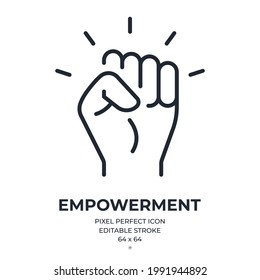 EMPOWERMENT
PIXEL PERFECT ICON
EDITABLE STROKE
64 x 64
shutterstock.com · 1991944892